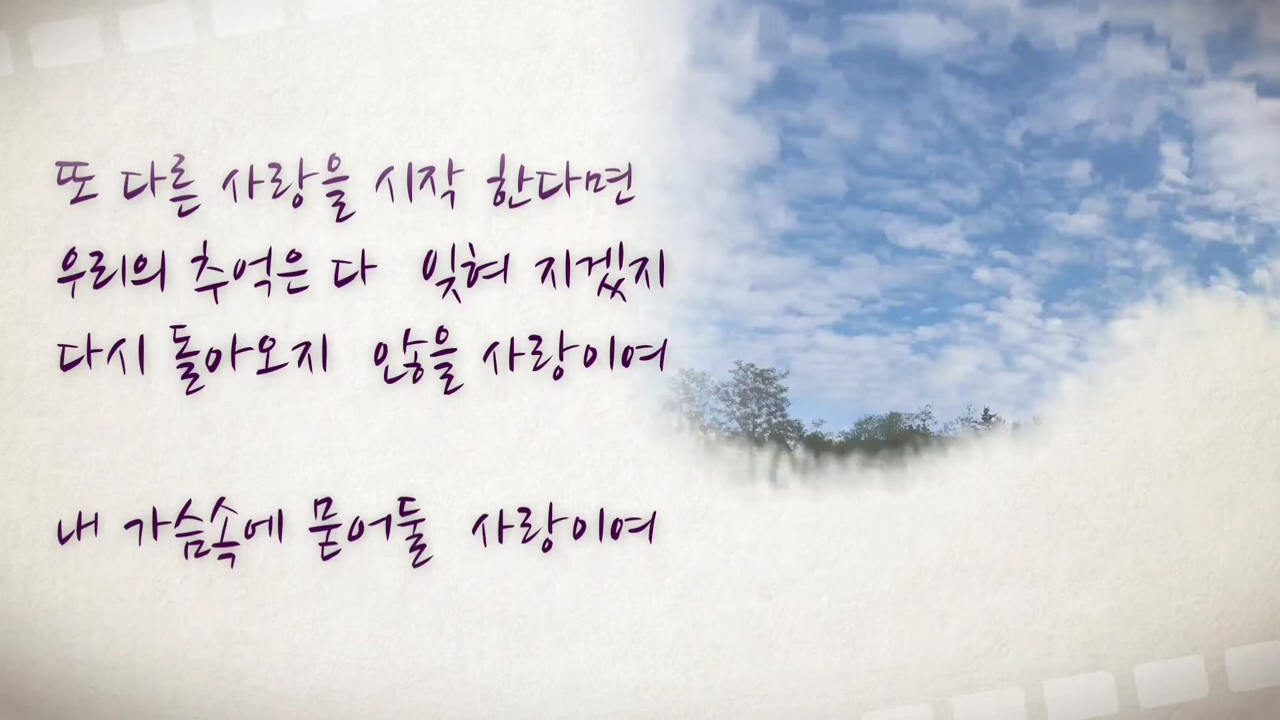 또 다른 사랑을 시작 한다면
우리의 추억은 다 잊혀 지겠지
다시 돌아오지 않을 사랑이여
내 가슴속에 묻어둘 사랑이여